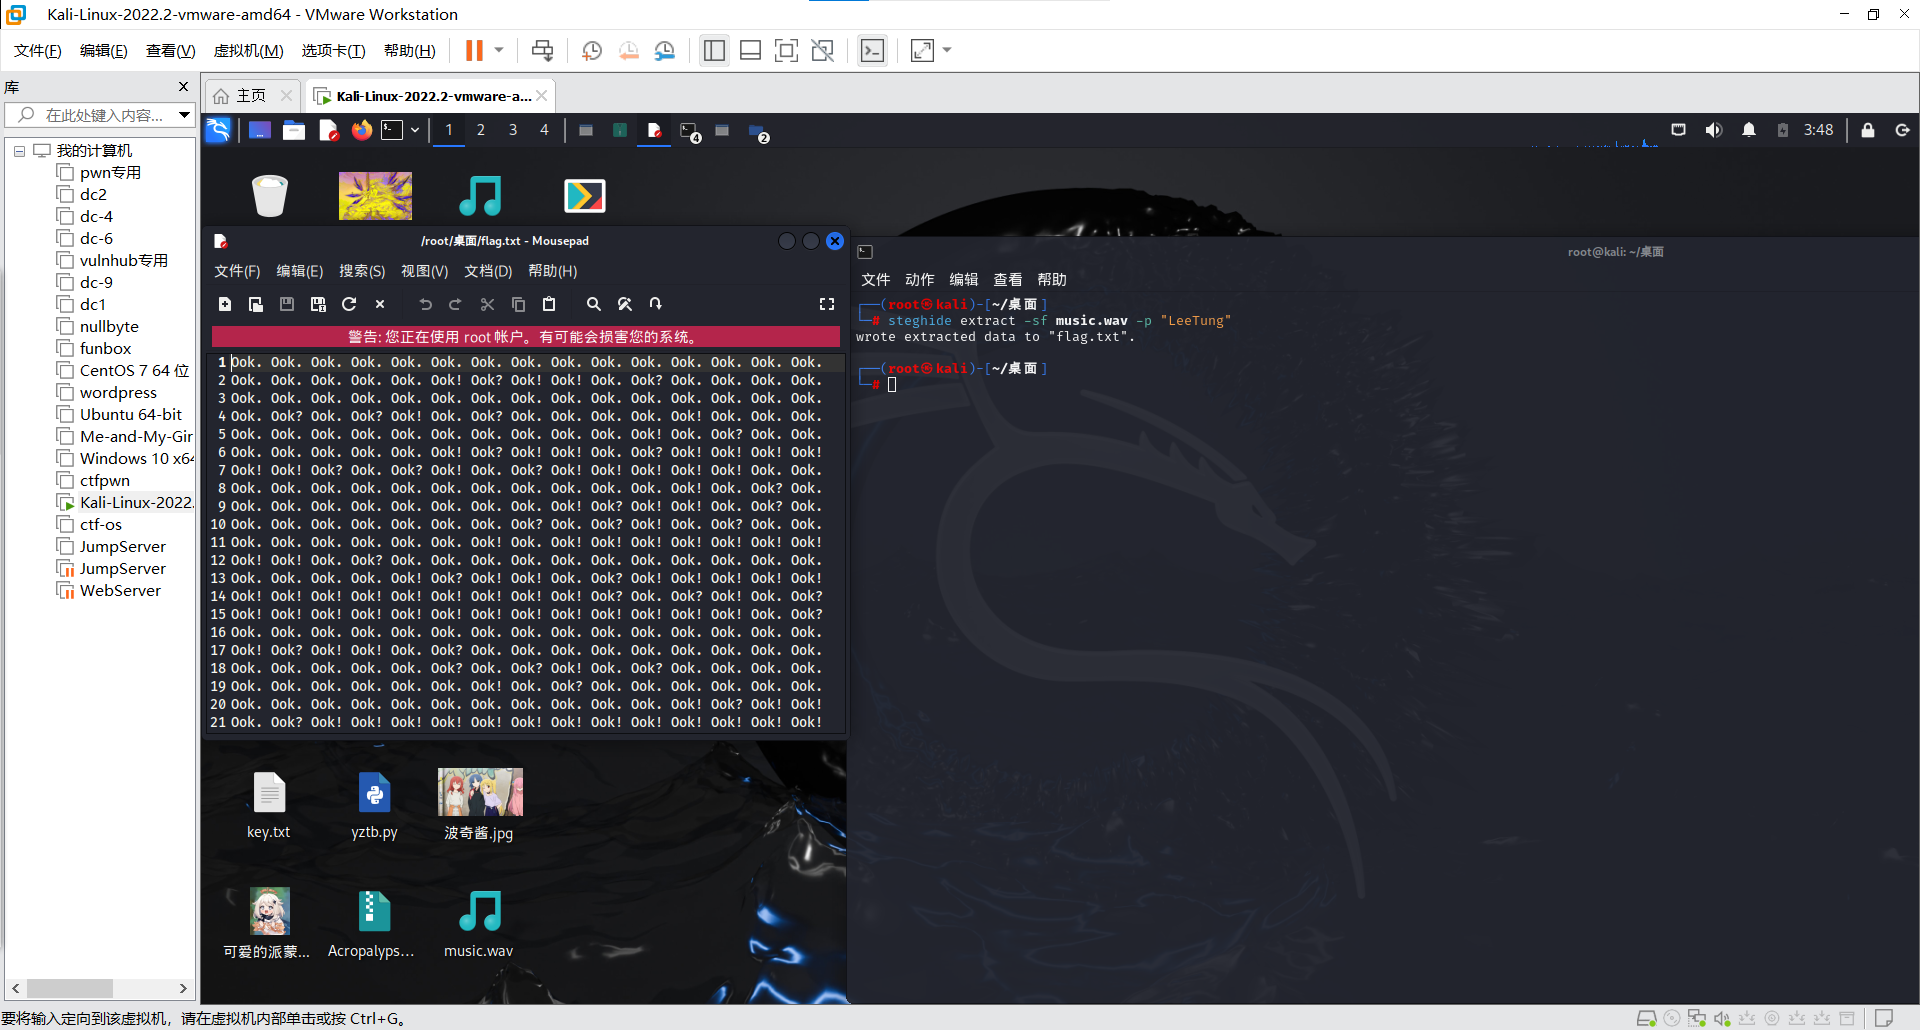 Kali-Linux-2022.2-vmware-amd64 - VMware Workstation
文件(F) 编辑(E) 查看(V) 虚拟机(M) 选项卡(T) 帮助(H)
库
在此处键入内容...
我的计算机
pwn专用
dc2
dc-4
dc-6
vulnhub专用
dc-9
dc1
nullbyte
funbox
CentOS 7 64 位
wordpress
Ubuntu 64-bit
Me-and-My-Gir
Windows 10 x64
ctfpwn
Kali-Linux-2022.
ctf-os
JumpServer
JumpServer
WebServer
主页
Kali-Linux-2022.2-vmware-a...
1 2 3 4
4
2
3:48
/root/桌面/flag.txt - Mousepad
文件(F) 编辑(E) 搜索(S) 视图(V) 文档(D) 帮助(H)
警告: 您正在使用 root 帐户。有可能会损害您的系统。
1 Ook. Ook. Ook. Ook. Ook. Ook. Ook. Ook. Ook. Ook. Ook. Ook. Ook. Ook. Ook.
2 Ook. Ook. Ook. Ook. Ook. Ook! Ook? Ook! Ook! Ook. Ook? Ook. Ook. Ook. Ook.
3 Ook. Ook. Ook. Ook. Ook. Ook. Ook. Ook. Ook. Ook. Ook. Ook. Ook. Ook. Ook.
4 Ook. Ook? Ook. Ook? Ook! Ook. Ook? Ook. Ook. Ook. Ook. Ook! Ook. Ook. Ook.
5 Ook. Ook. Ook. Ook. Ook. Ook. Ook. Ook. Ook. Ook. Ook! Ook. Ook? Ook. Ook.
6 Ook. Ook. Ook. Ook. Ook. Ook! Ook? Ook! Ook! Ook. Ook? Ook! Ook! Ook! Ook!
7 Ook! Ook! Ook? Ook. Ook? Ook! Ook. Ook? Ook! Ook! Ook! Ook! Ook! Ook. Ook.
8 Ook. Ook. Ook. Ook. Ook. Ook. Ook. Ook. Ook. Ook. Ook. Ook! Ook. Ook? Ook.
9 Ook. Ook. Ook. Ook. Ook. Ook. Ook. Ook. Ook! Ook? Ook! Ook! Ook. Ook? Ook.
10 Ook. Ook. Ook. Ook. Ook. Ook. Ook. Ook? Ook. Ook? Ook! Ook. Ook? Ook. Ook.
11 Ook. Ook. Ook. Ook. Ook. Ook. Ook! Ook. Ook! Ook! Ook! Ook! Ook! Ook! Ook!
12 Ook! Ook! Ook. Ook? Ook. Ook. Ook. Ook. Ook. Ook. Ook. Ook. Ook. Ook. Ook.
13 Ook. Ook. Ook. Ook. Ook! Ook? Ook! Ook! Ook. Ook? Ook! Ook! Ook! Ook! Ook!
14 Ook! Ook! Ook! Ook! Ook! Ook! Ook! Ook! Ook! Ook? Ook. Ook? Ook! Ook. Ook?
15 Ook! Ook! Ook! Ook! Ook! Ook! Ook! Ook! Ook! Ook! Ook! Ook! Ook! Ook. Ook?
16 Ook. Ook. Ook. Ook. Ook. Ook. Ook. Ook. Ook. Ook. Ook. Ook. Ook. Ook. Ook.
17 Ook! Ook? Ook! Ook! Ook. Ook? Ook. Ook. Ook. Ook. Ook. Ook. Ook. Ook. Ook.
18 Ook. Ook. Ook. Ook. Ook. Ook? Ook. Ook? Ook! Ook. Ook? Ook. Ook. Ook. Ook.
19 Ook. Ook. Ook. Ook. Ook. Ook. Ook! Ook. Ook? Ook. Ook. Ook. Ook. Ook. Ook.
20 Ook. Ook. Ook. Ook. Ook. Ook. Ook. Ook. Ook. Ook. Ook. Ook! Ook? Ook! Ook!
21 Ook. Ook? Ook! Ook! Ook! Ook! Ook! Ook! Ook! Ook! Ook! Ook! Ook! Ook! Ook!
root@kali: ~/桌面
文件 动作 编辑 查看 帮助
┌──(root㉿kali)-[~/桌面]
└─# steghide extract -sf music.wav -p "LeeTung"
wrote extracted data to "flag.txt".
┌──(root㉿kali)-[~/桌面]
└─#
key.txt yztb.py 波奇酱.jpg
可爱的派蒙... Acropalyps... music.wav
要将输入定向到该虚拟机，请在虚拟机内部单击或按 Ctrl+G。